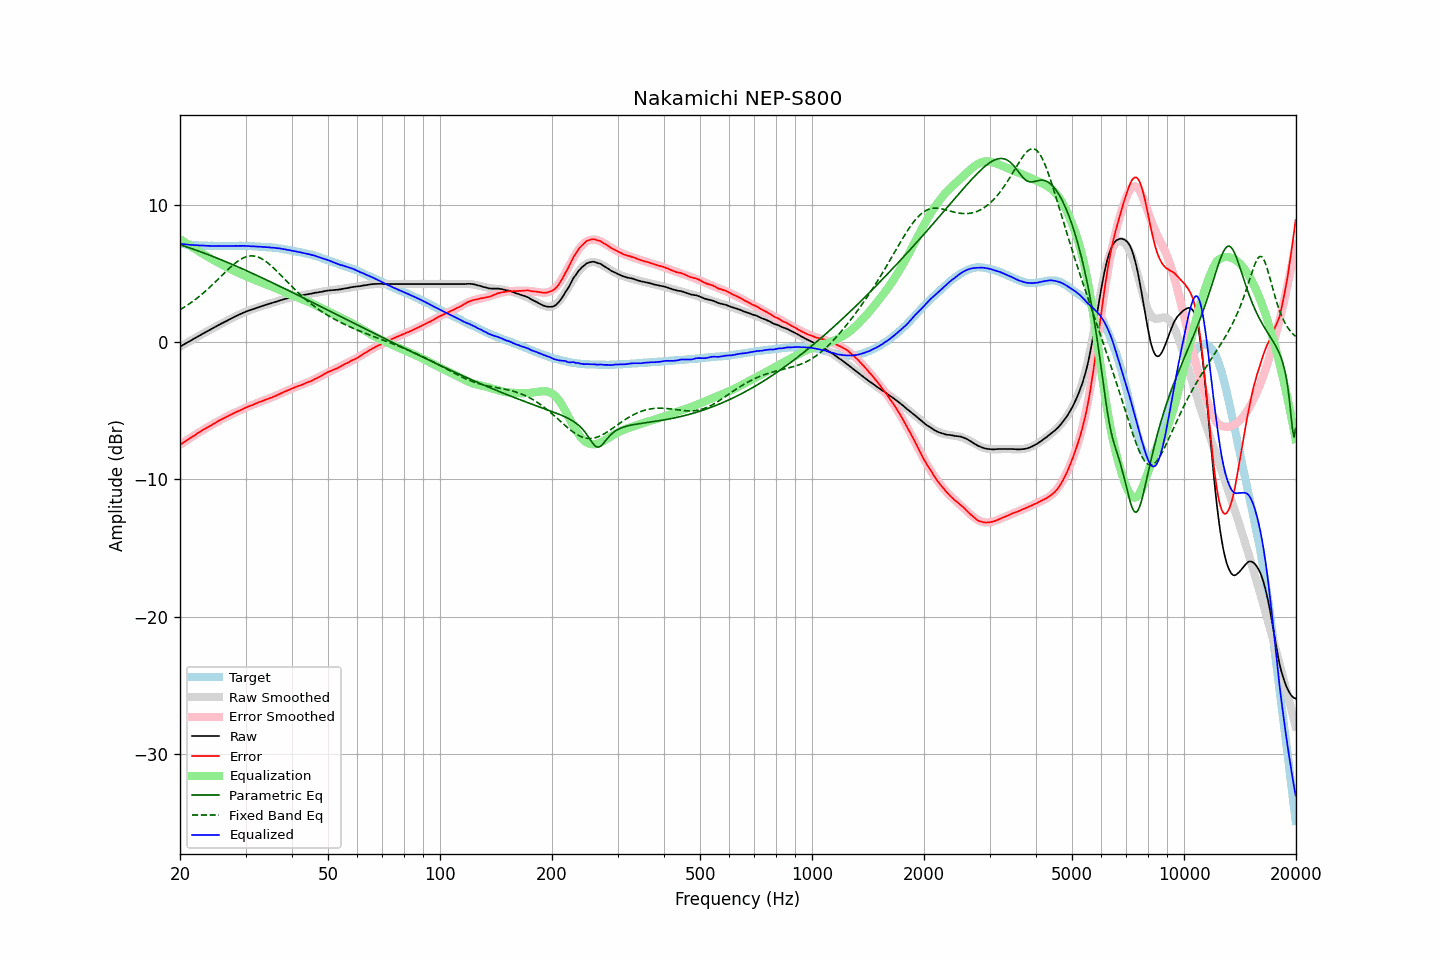 Nakamichi NEP-S800
Amplitude (dBr)
10
0
−10
−20
−30
Target
Raw Smoothed
Error Smoothed
Raw
Error
Equalization
Parametric Eq
Fixed Band Eq
Equalized
20 50 100 200 500 1000 2000 5000 10000 20000
Frequency (Hz)